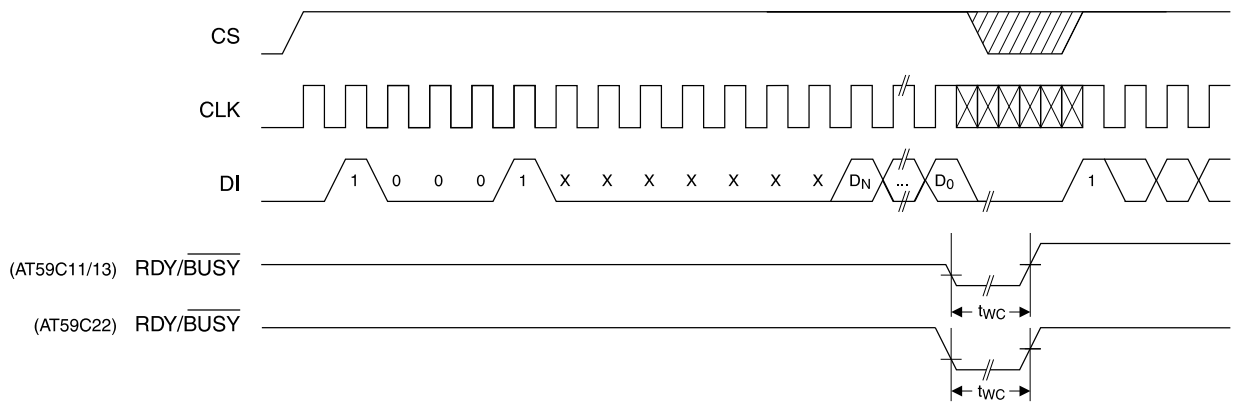 CS
CLK
DI
1 0 0 0 1 X X X X X X X DN ... D0 1
(AT59C11/13) RDY/BUSY
tWC
(AT59C22) RDY/BUSY
tWC